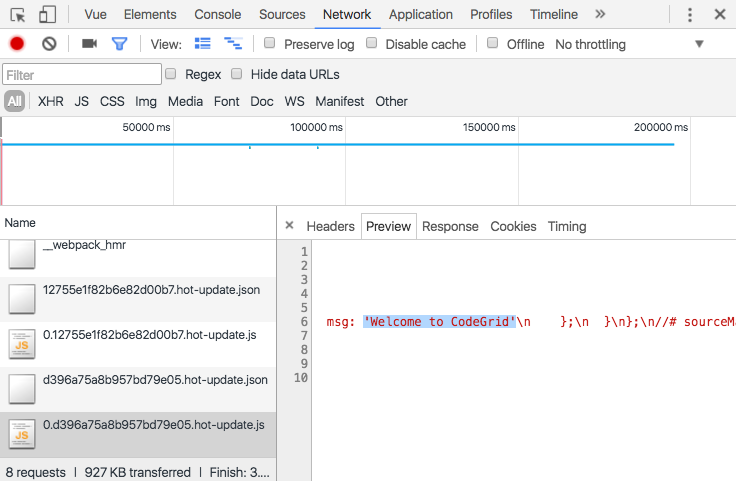 Vue Elements Console Sources Network Application Profiles Timeline »
View: Preserve log Disable cache Offline No throttling
Filter Regex Hide data URLs
All XHR JS CSS Img Media Font Doc WS Manifest Other
50000 ms 100000 ms 150000 ms 200000 ms
Name
× Headers Preview Response Cookies Timing
__webpack_hmr
12755e1f82b6e82d00b7.hot-update.json
JS 0.12755e1f82b6e82d00b7.hot-update.js
d396a75a8b957bd79e05.hot-update.json
JS 0.d396a75a8b957bd79e05.hot-update.js
8 requests | 927 KB transferred | Finish: 3....
1
2
3
4
5
6 msg: 'Welcome to CodeGrid'\n    };\n  }\n};\n//# sourceMa
7
8
9
10